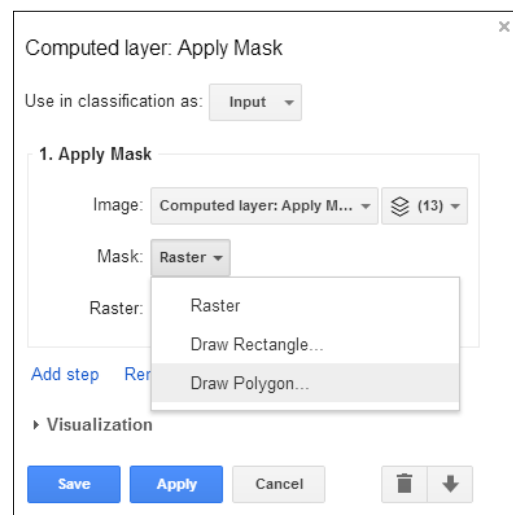 Computed layer: Apply Mask
Use in classification as: Input
1. Apply Mask
Image: Computed layer: Apply M... (13)
Mask: Raster
Raster:
Raster
Draw Rectangle...
Draw Polygon...
Add step
Visualization
Save Apply Cancel